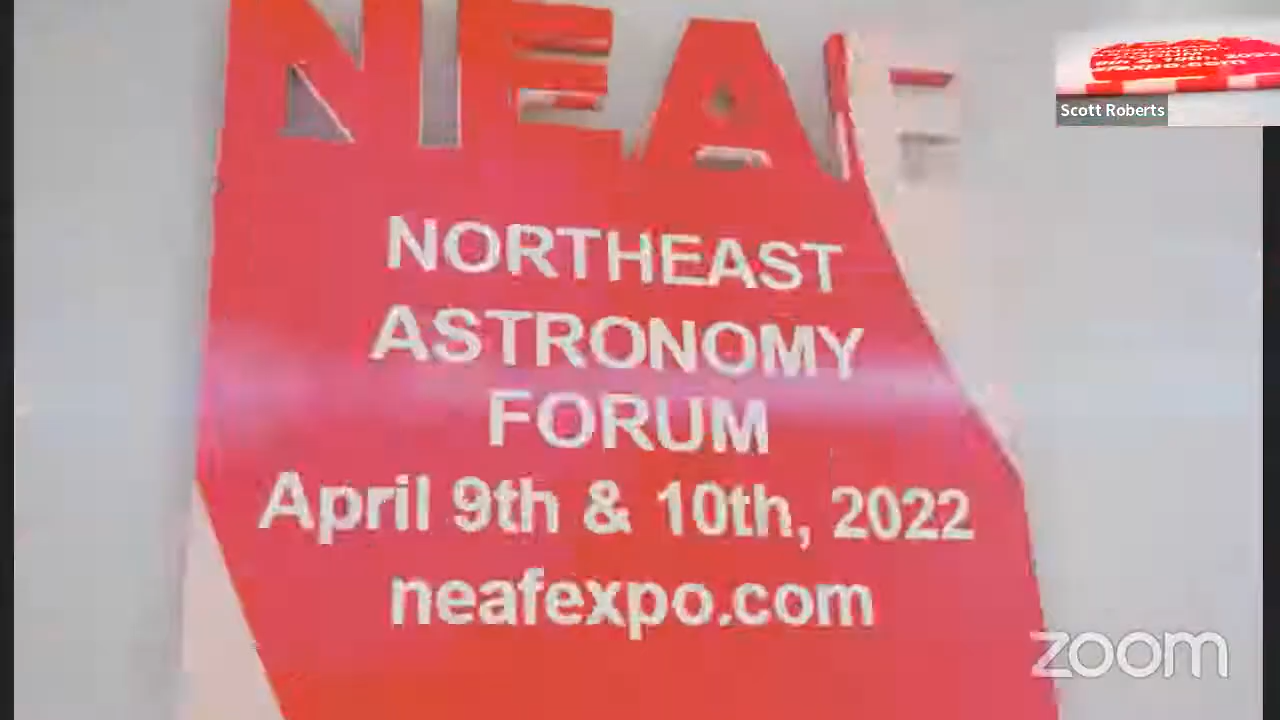 NEAF
Scott Roberts
NORTHEAST
ASTRONOMY
FORUM
April 9th & 10th, 2022
neafexpo.com
zoom